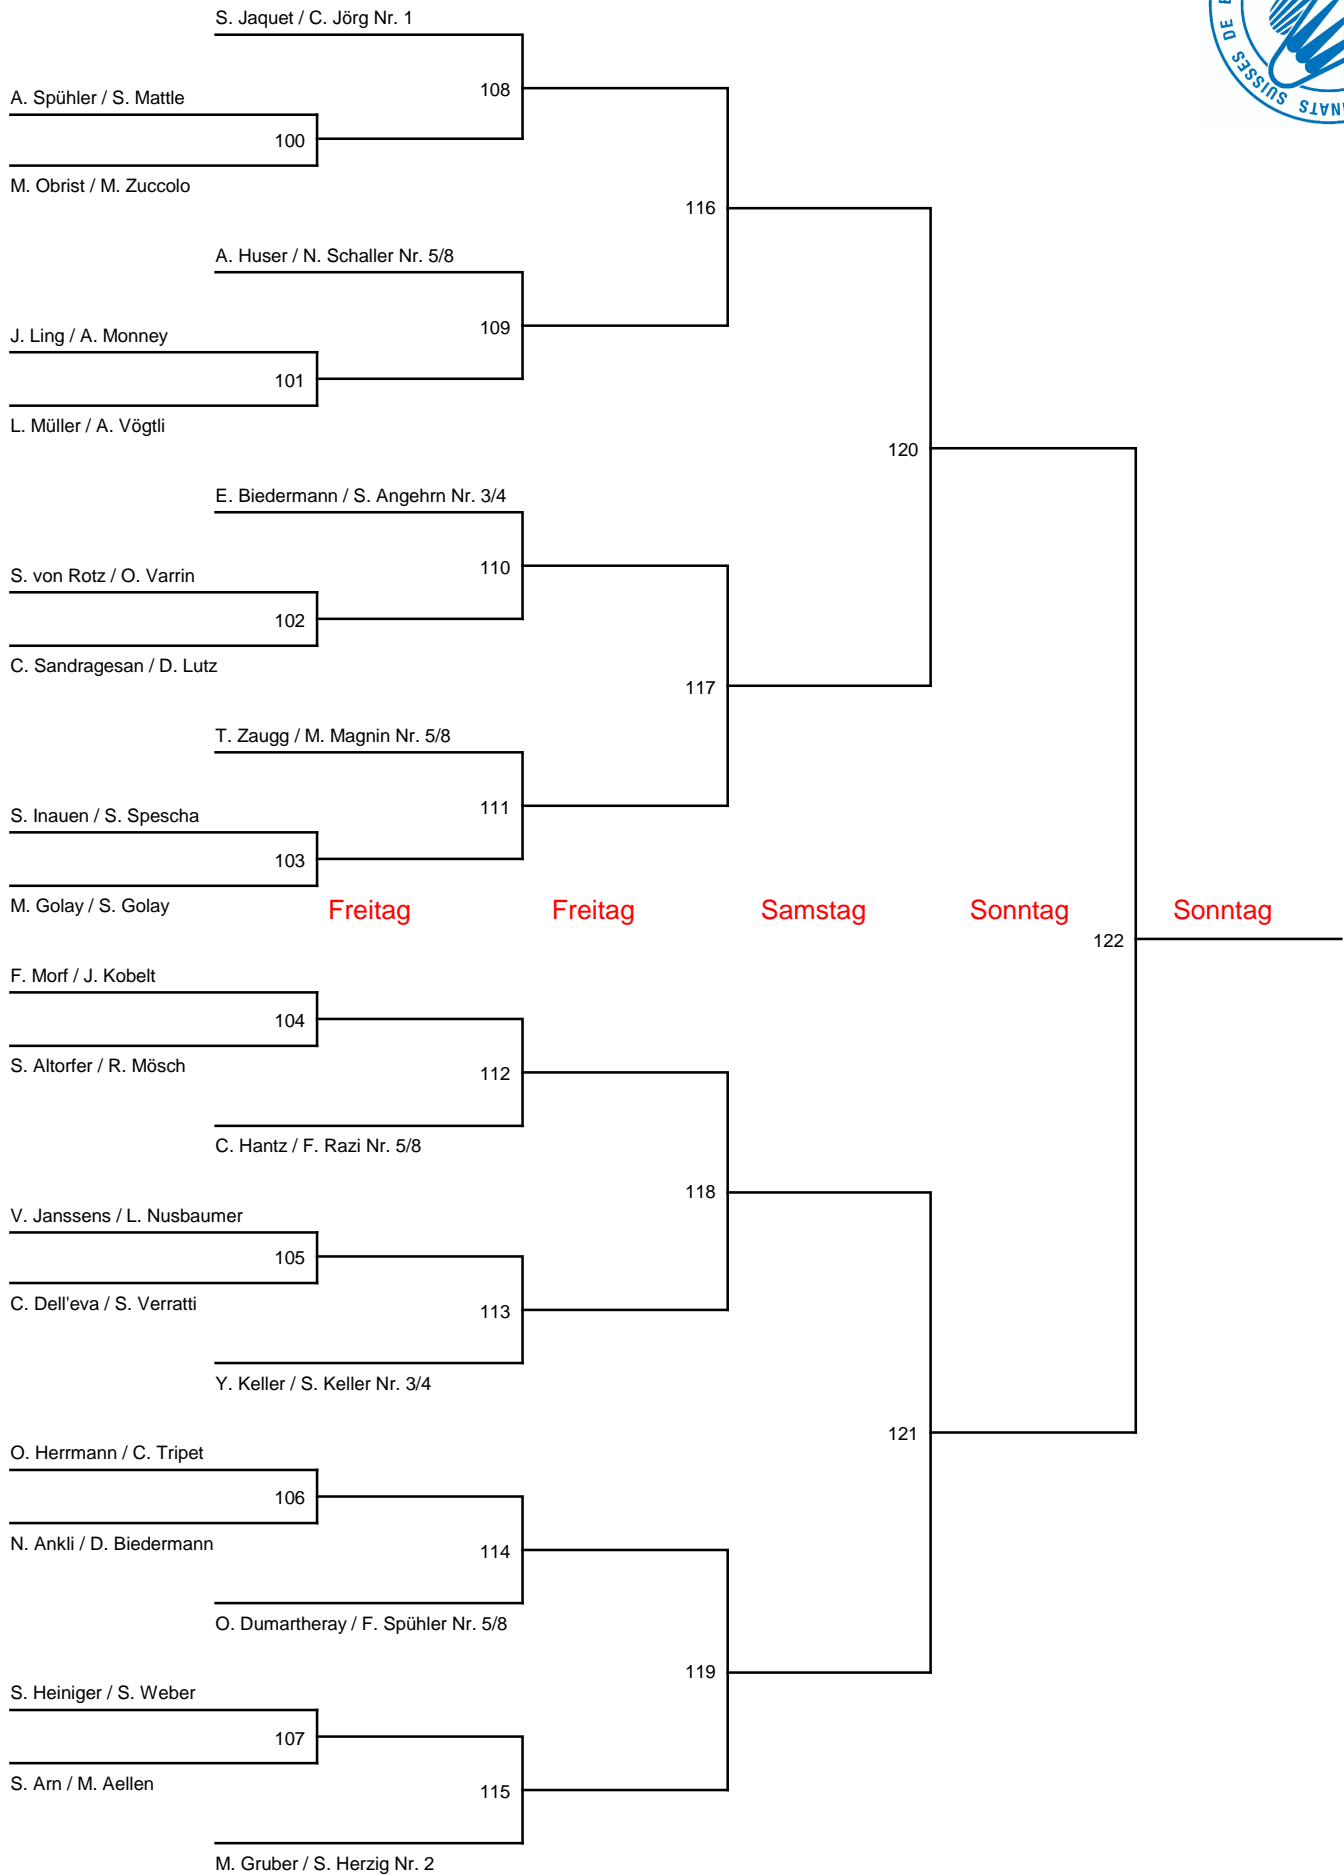 S. Jaquet / C. Jörg Nr. 1
SUISSES DE
108
A. Spühler / S. Mattle
100
M. Obrist / M. Zuccolo
116
A. Huser / N. Schaller Nr. 5/8
109
J. Ling / A. Monney
101
L. Müller / A. Vögtli
120
E. Biedermann / S. Angehrn Nr. 3/4
110
S. von Rotz / O. Varrin
102
C. Sandragesan / D. Lutz
117
T. Zaugg / M. Magnin Nr. 5/8
111
S. Inauen / S. Spescha
103
M. Golay / S. Golay
Freitag Freitag Samstag Sonntag Sonntag
122
F. Morf / J. Kobelt
104
S. Altorfer / R. Mösch
112
C. Hantz / F. Razi Nr. 5/8
118
V. Janssens / L. Nusbaumer
105
C. Dell'eva / S. Verratti
113
Y. Keller / S. Keller Nr. 3/4
121
O. Herrmann / C. Tripet
106
N. Ankli / D. Biedermann
114
O. Dumartheray / F. Spühler Nr. 5/8
119
S. Heiniger / S. Weber
107
S. Arn / M. Aellen
115
M. Gruber / S. Herzig Nr. 2